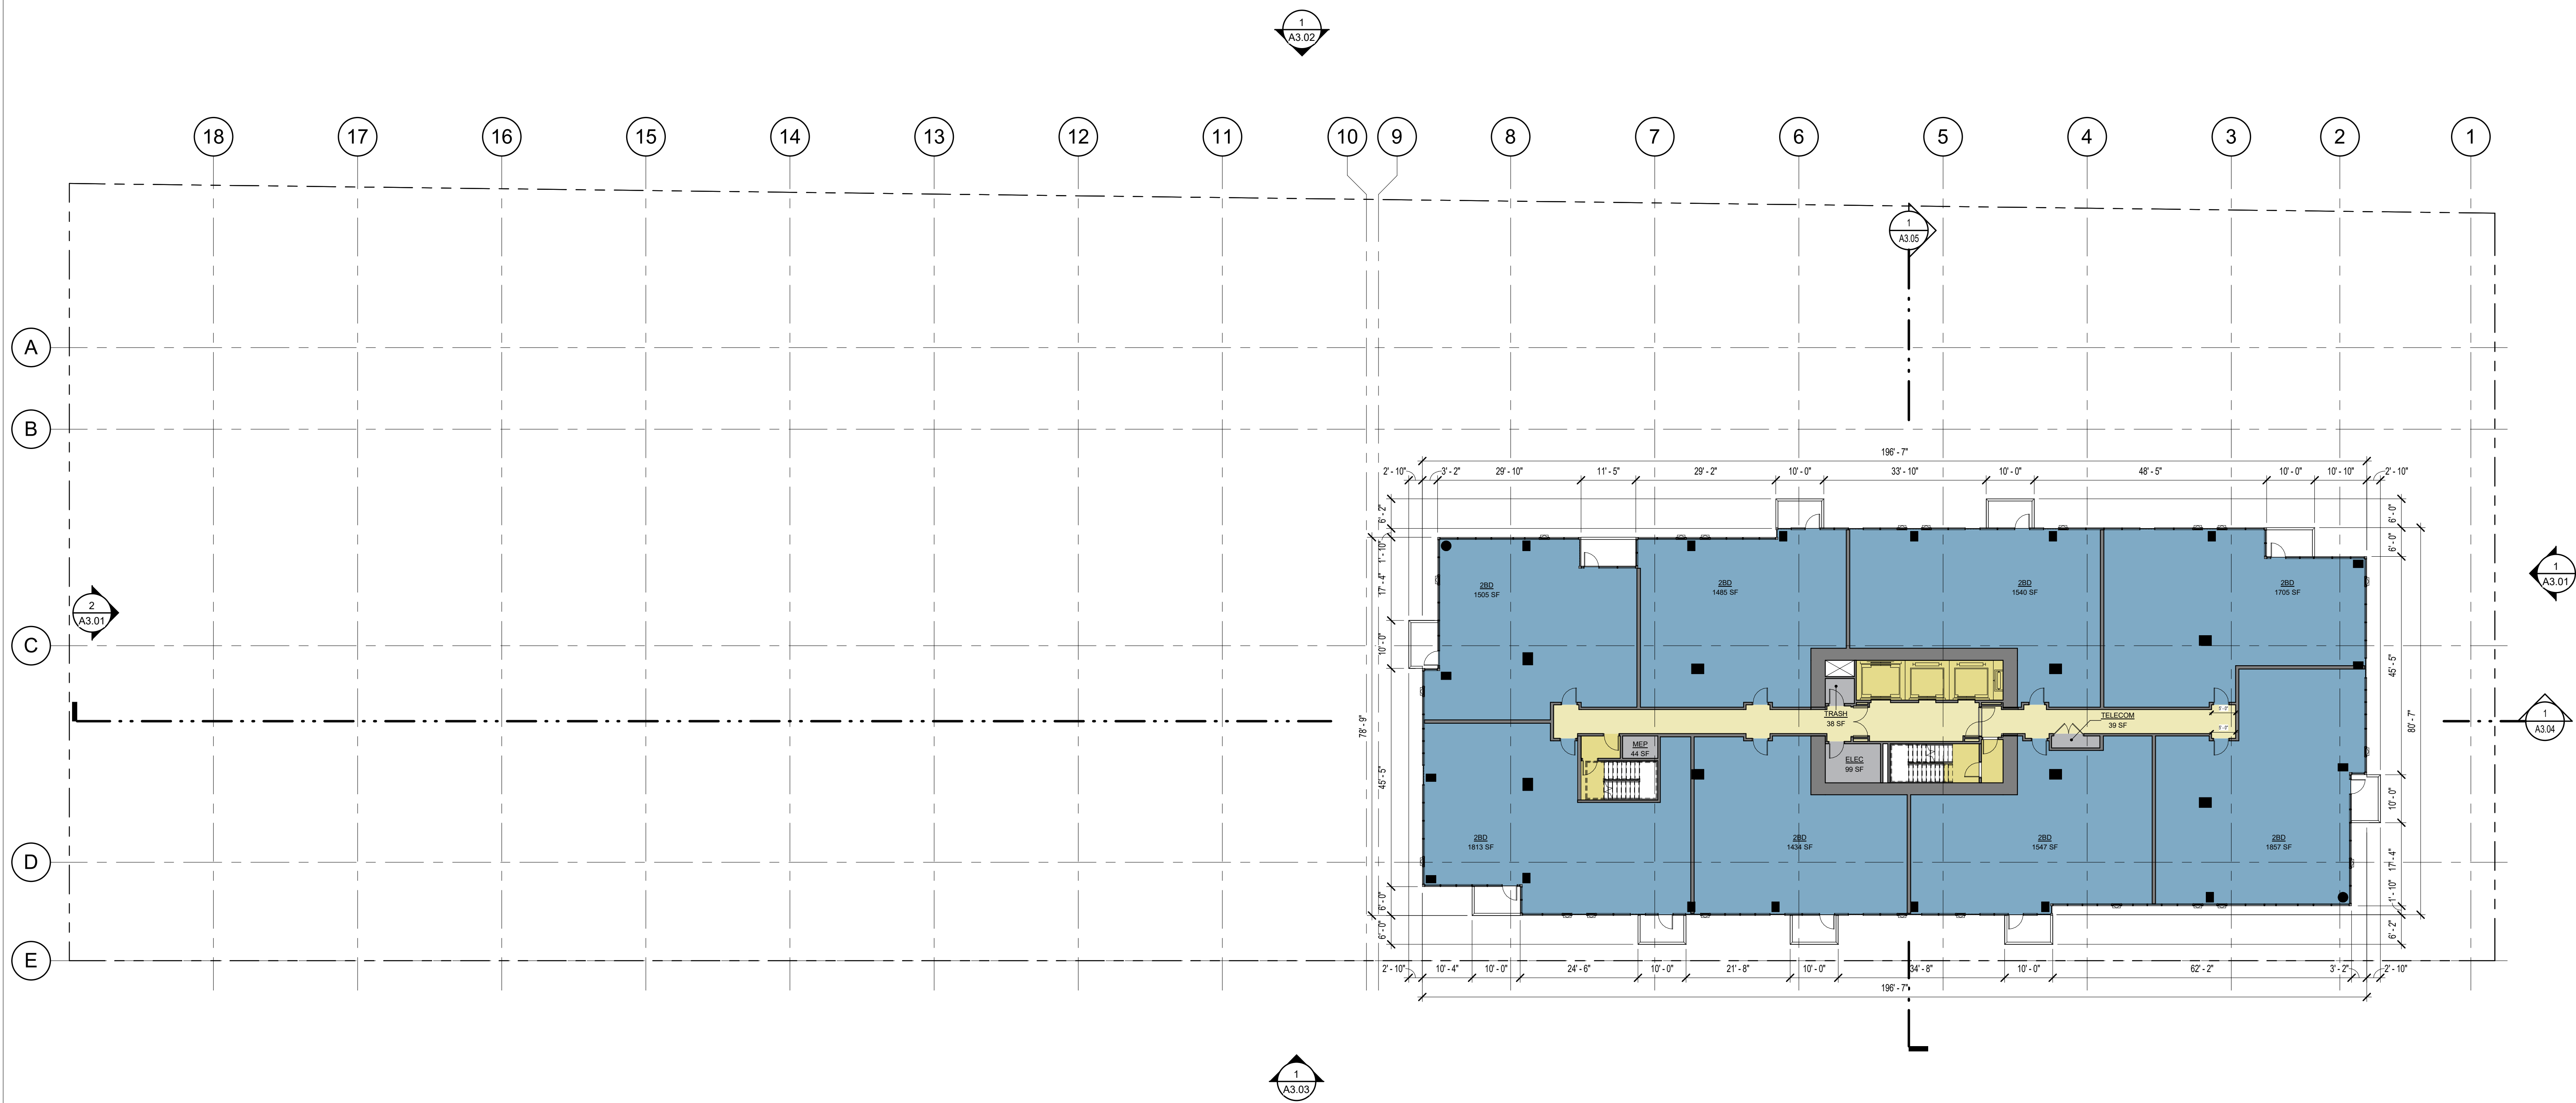 1
A3.02
18
17
16
15
14
13
12
11
10
9
8
7
6
5
4
3
2
1
1
A3.05
A
B
C
D
E
2
A3.01
1
A3.01
1
A3.04
196' - 7"
2' - 10"
3' - 2"
29' - 10"
11' - 5"
29' - 2"
10' - 0"
33' - 10"
10' - 0"
48' - 5"
10' - 0"
10' - 10"
2' - 10"
6' - 2"
1' - 10"
17' - 4"
10' - 0"
78' - 9"
45' - 5"
6' - 0"
6' - 0"
6' - 0"
6' - 0"
45' - 5"
80' - 7"
10' - 0"
17' - 4"
1' - 10"
6' - 2"
2BD
1505 SF
2BD
1485 SF
2BD
1540 SF
2BD
1705 SF
TRASH
38 SF
TELECOM
39 SF
MEP
44 SF
ELEC
99 SF
2BD
1813 SF
2BD
1434 SF
2BD
1547 SF
2BD
1857 SF
2' - 10"
10' - 4"
10' - 0"
24' - 6"
10' - 0"
21' - 8"
10' - 0"
34' - 8"
10' - 0"
62' - 2"
3' - 2"
2' - 10"
196' - 7"
1
A3.03